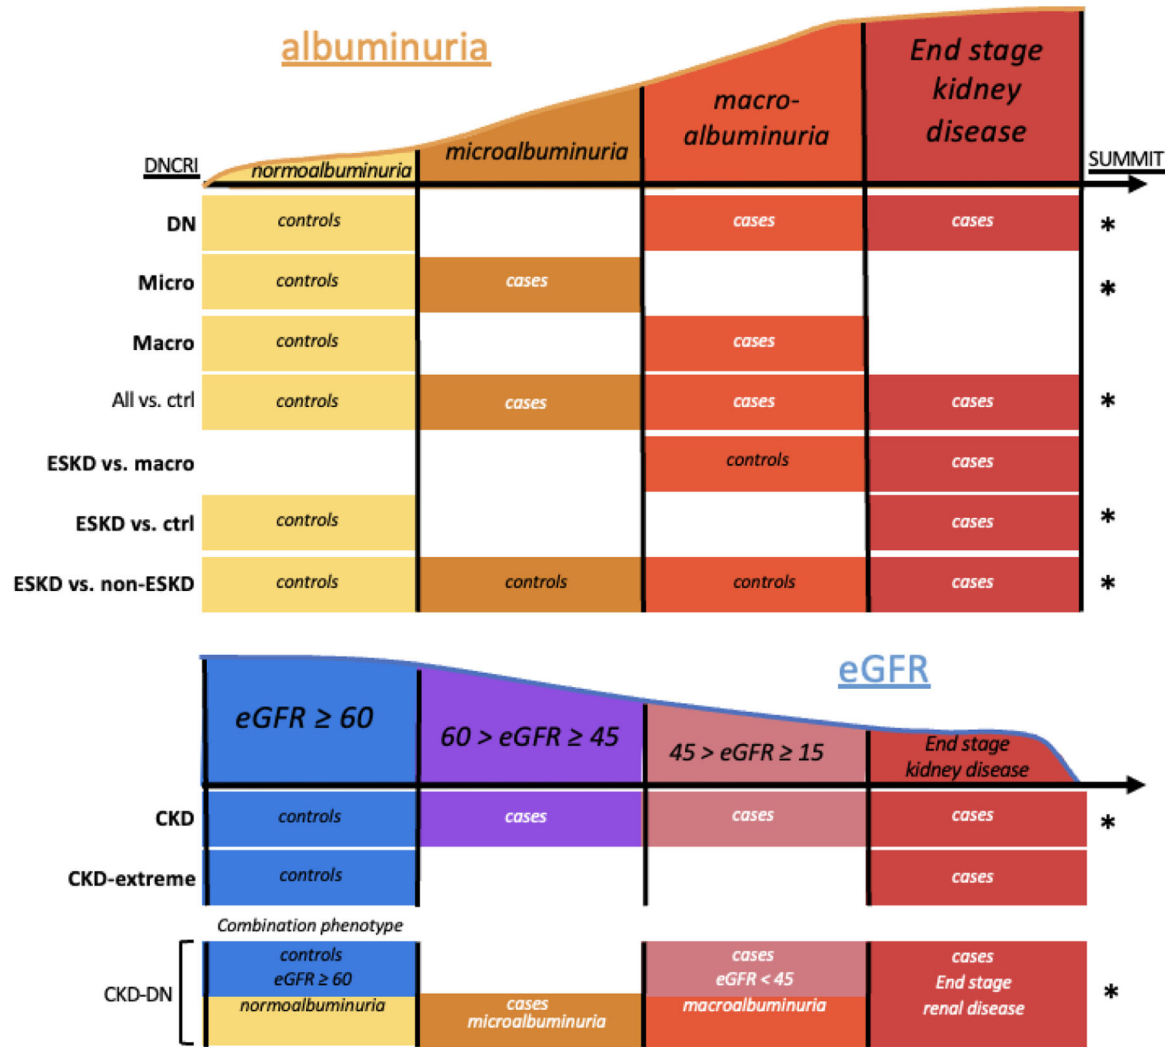 albuminuria
End stage
kidney
disease
macro-
albuminuria
microalbuminuria
normoalbuminuria
DNCRI
SUMMIT
DN controls cases cases *
Micro controls cases *
Macro controls cases
All vs. ctrl controls cases cases cases *
ESKD vs. macro controls cases
ESKD vs. ctrl controls cases *
ESKD vs. non-ESKD controls controls controls cases *
eGFR
eGFR ≥ 60
60 > eGFR ≥ 45
45 > eGFR ≥ 15
End stage
kidney disease
CKD controls cases cases cases *
CKD-extreme controls cases
Combination phenotype
CKD-DN
controls
eGFR ≥ 60
normoalbuminuria
cases
microalbuminuria
cases
eGFR < 45
macroalbuminuria
cases
End stage
renal disease
*